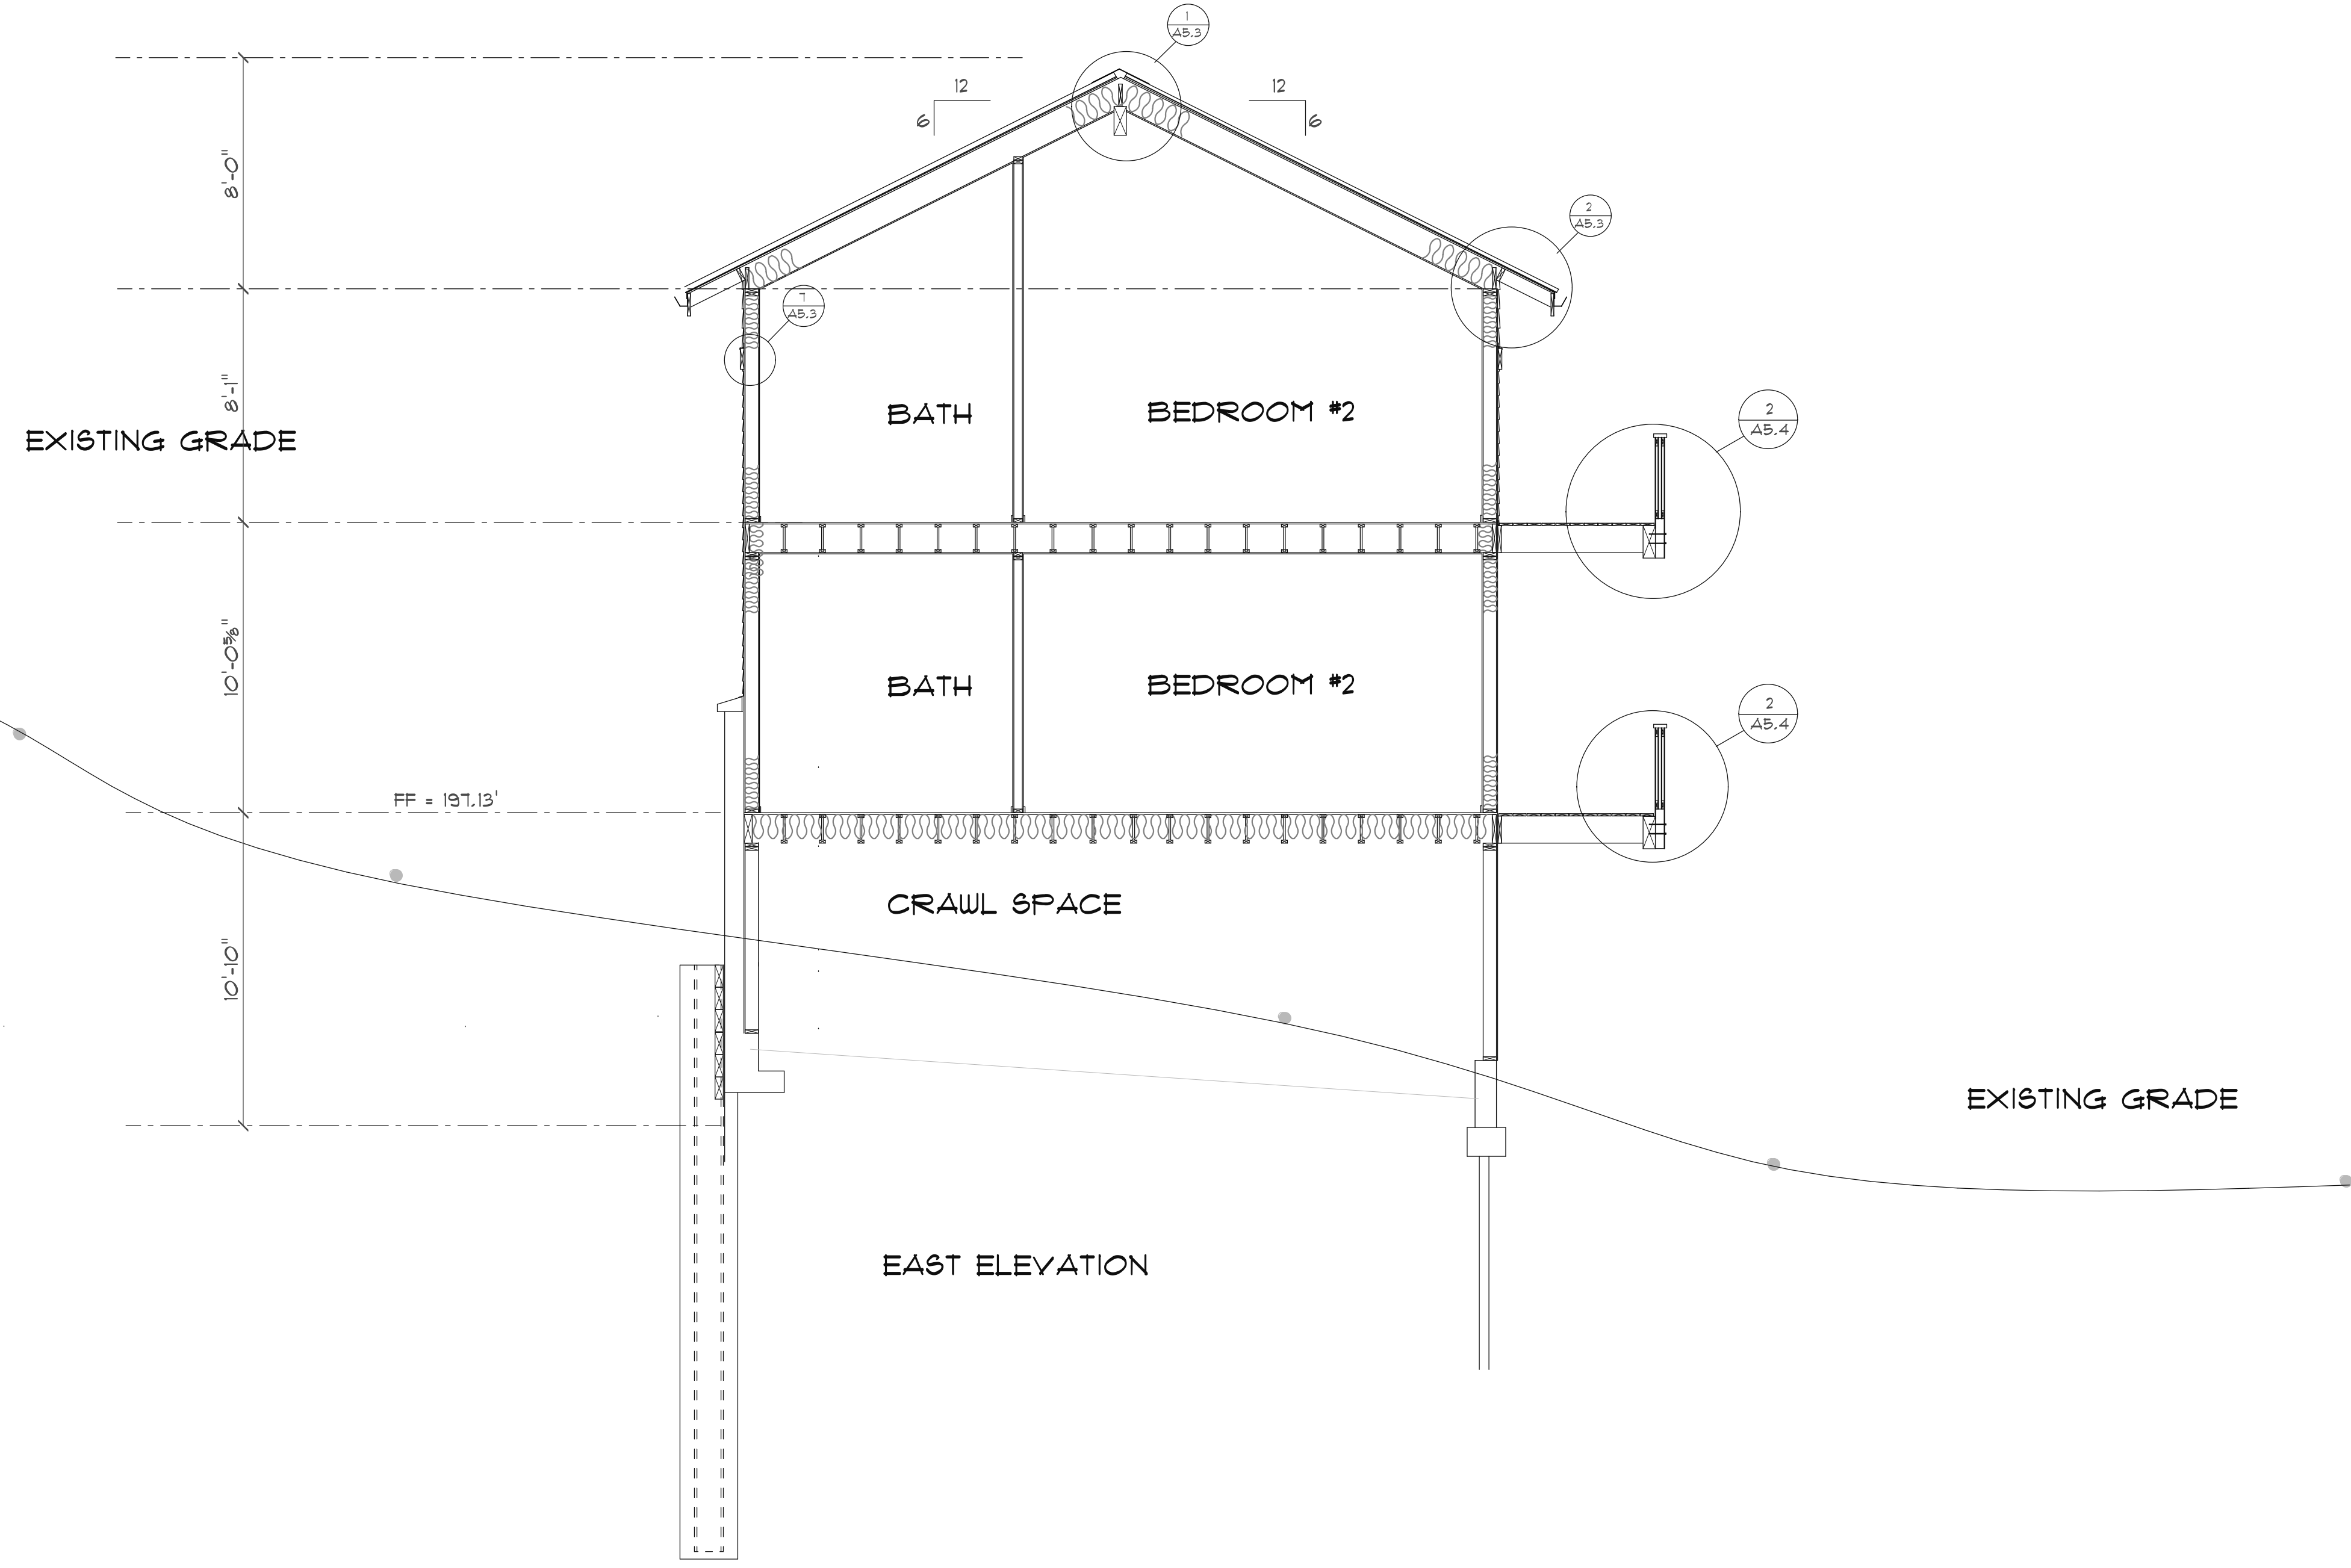 1
A5.3
12
12
6
6
8'-0"
2
A5.3
7
A5.3
8'-1"
BATH
BEDROOM #2
2
A5.4
EXISTING GRADE
10'-0⅝"
BATH
BEDROOM #2
2
A5.4
FF = 197.13'
CRAWL SPACE
10'-10"
EXISTING GRADE
EAST ELEVATION